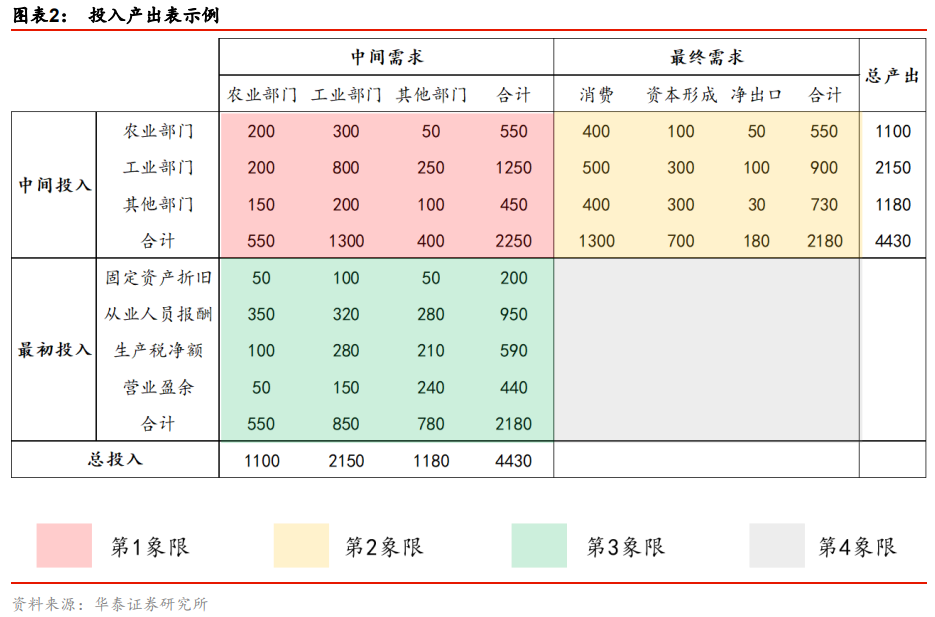 图表2： 投入产出表示例
中间需求 最终需求 总产出
农业部门 工业部门 其他部门 合计 消费 资本形成 净出口 合计
中间投入
农业部门 200 300 50 550 400 100 50 550 1100
工业部门 200 800 250 1250 500 300 100 900 2150
其他部门 150 200 100 450 400 300 30 730 1180
合计 550 1300 400 2250 1300 700 180 2180 4430
最初投入
固定资产折旧 50 100 50 200
从业人员报酬 350 320 280 950
生产税净额 100 280 210 590
营业盈余 50 150 240 440
合计 550 850 780 2180
总投入 1100 2150 1180 4430
第1象限 第2象限 第3象限 第4象限
资料来源：华泰证券研究所